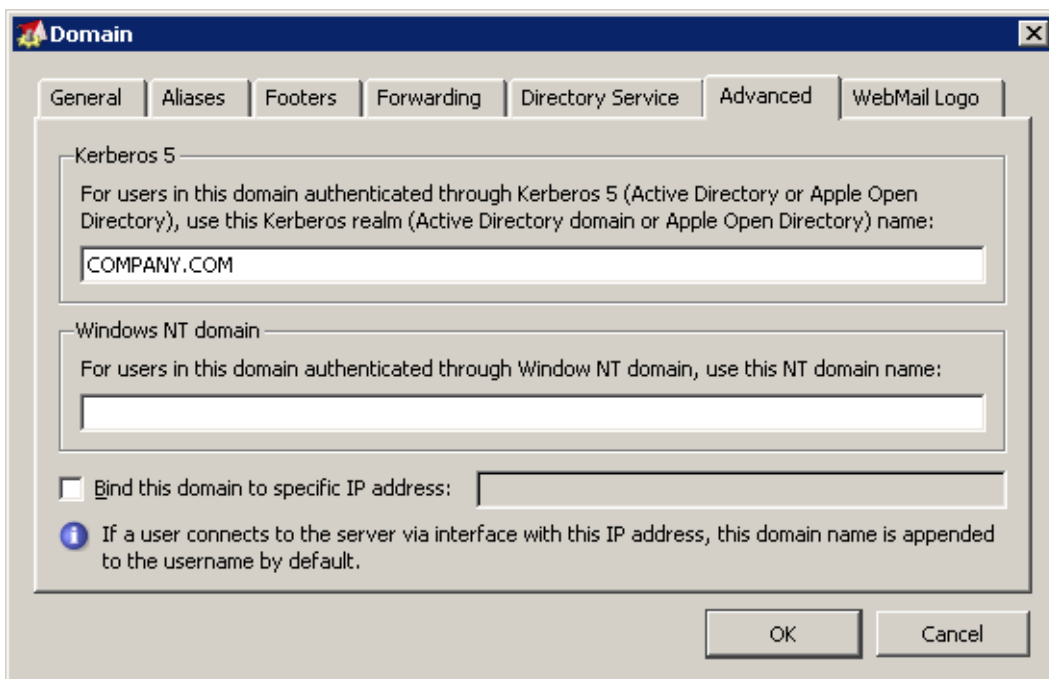 Domain
General
Aliases
Footers
Forwarding
Directory Service
Advanced
WebMail Logo
Kerberos 5
For users in this domain authenticated through Kerberos 5 (Active Directory or Apple Open
Directory), use this Kerberos realm (Active Directory domain or Apple Open Directory) name:
COMPANY.COM
Windows NT domain
For users in this domain authenticated through Window NT domain, use this NT domain name:
Bind this domain to specific IP address:
If a user connects to the server via interface with this IP address, this domain name is appended
to the username by default.
OK
Cancel